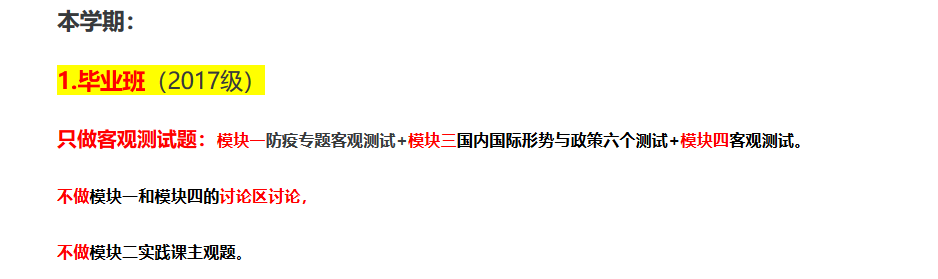 本学期：
1.毕业班（2017级）
只做客观测试题：模块一防疫专题客观测试+模块三国内国际形势与政策六个测试+模块四客观测试。
不做模块一和模块四的讨论区讨论，
不做模块二实践课主观题。